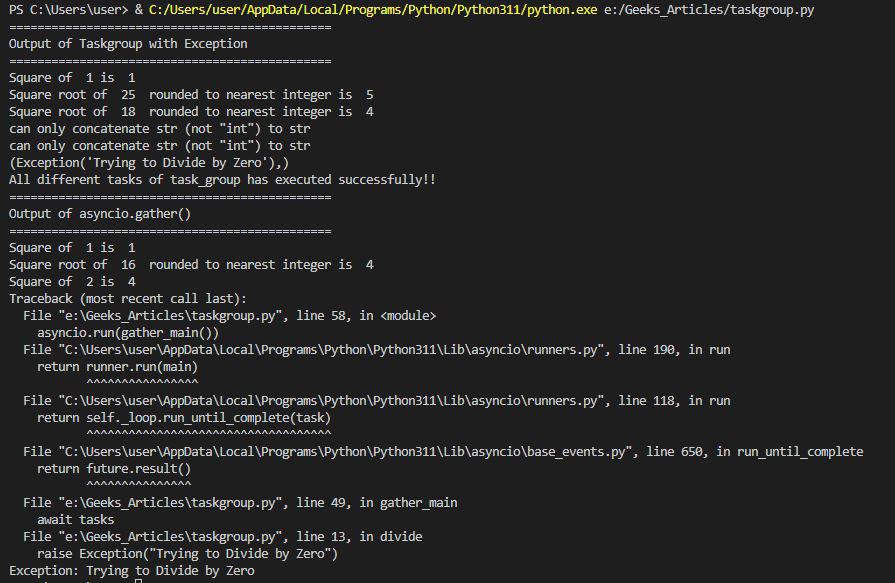 PS C:\Users\user> & C:/Users/user/AppData/Local/Programs/Python/Python311/python.exe e:/Geeks_Articles/taskgroup.py
==============================================
Output of Taskgroup with Exception
==============================================
Square of  1 is  1
Square root of  25  rounded to nearest integer is  5
Square root of  18  rounded to nearest integer is  4
can only concatenate str (not "int") to str
can only concatenate str (not "int") to str
(Exception('Trying to Divide by Zero'),)
All different tasks of task_group has executed successfully!!
==============================================
Output of asyncio.gather()
==============================================
Square of  1 is  1
Square root of  16  rounded to nearest integer is  4
Square of  2 is  4
Traceback (most recent call last):
  File "e:\Geeks_Articles\taskgroup.py", line 58, in <module>
    asyncio.run(gather_main())
  File "C:\Users\user\AppData\Local\Programs\Python\Python311\Lib\asyncio\runners.py", line 190, in run
    return runner.run(main)
           ^^^^^^^^^^^^^^^^
  File "C:\Users\user\AppData\Local\Programs\Python\Python311\Lib\asyncio\runners.py", line 118, in run
    return self._loop.run_until_complete(task)
           ^^^^^^^^^^^^^^^^^^^^^^^^^^^^^^^^^^^
  File "C:\Users\user\AppData\Local\Programs\Python\Python311\Lib\asyncio\base_events.py", line 650, in run_until_complete
    return future.result()
           ^^^^^^^^^^^^^^^
  File "e:\Geeks_Articles\taskgroup.py", line 49, in gather_main
    await tasks
  File "e:\Geeks_Articles\taskgroup.py", line 13, in divide
    raise Exception("Trying to Divide by Zero")
Exception: Trying to Divide by Zero